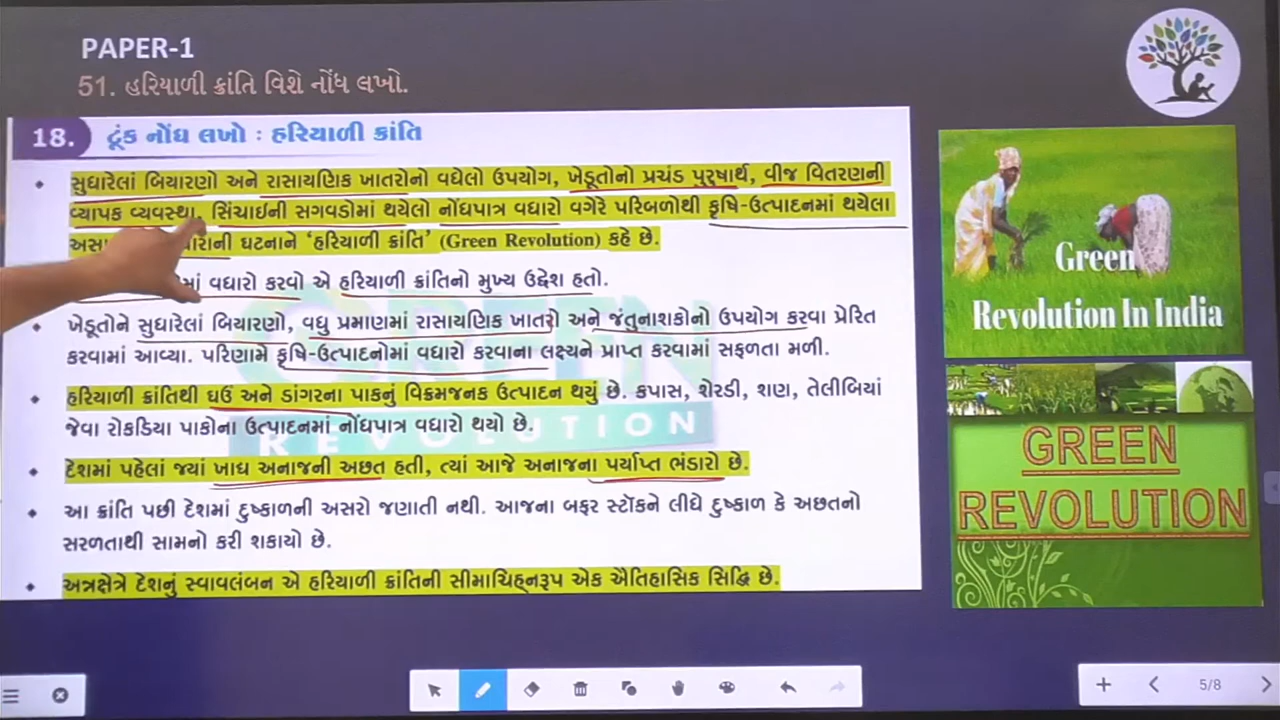 PAPER-1
51. હરિયાળી ક્રાંતિ વિશે નોંધ લખો.
18. ટૂંક નોંધ લખો : હરિયાળી ક્રાંતિ
સુધારેલાં બિયારણો અને રાસાયણિક ખાતરોનો વધેલો ઉપયોગ, ખેડૂતોનો પ્રચંડ પુરુષાર્થ, વીજ વિતરણની
વ્યાપક વ્યવસ્થા, સિંચાઈની સગવડોમાં થયેલો નોંધપાત્ર વધારો વગેરે પરિબળોથી કૃષિ-ઉત્પાદનમાં થયેલા
ઘટનાને ‘હરિયાળી ક્રાંતિ’ (Green Revolution) કહે છે.
વધારો કરવો એ હરિયાળી ક્રાંતિનો મુખ્ય ઉદ્દેશ હતો.
ખેડૂતોને સુધારેલાં બિયારણો, વધુ પ્રમાણમાં રાસાયણિક ખાતરો અને જંતુનાશકોનો ઉપયોગ કરવા પ્રેરિત
કરવામાં આવ્યા. પરિણામે કૃષિ-ઉત્પાદનોમાં વધારો કરવાના લક્ષ્યને પ્રાપ્ત કરવામાં સફળતા મળી.
હરિયાળી ક્રાંતિથી ઘઉં અને ડાંગરના પાકનું વિક્રમજનક ઉત્પાદન થયું છે. કપાસ, શેરડી, શણ, તેલીબિયાં
જેવા રોકડિયા પાકોના ઉત્પાદનમાં નોંધપાત્ર વધારો થયો છે.
દેશમાં પહેલાં જ્યાં ખાદ્ય અનાજની અછત હતી, ત્યાં આજે અનાજના પર્યાપ્ત ભંડારો છે.
આ ક્રાંતિ પછી દેશમાં દુષ્કાળની અસરો જણાતી નથી. આજના બફર સ્ટૉકને લીધે દુષ્કાળ કે અછતનો
સરળતાથી સામનો કરી શકાયો છે.
અન્નક્ષેત્રે દેશનું સ્વાવલંબન એ હરિયાળી ક્રાંતિની સીમાચિહ્નરૂપ એક ઐતિહાસિક સિદ્ધિ છે.
GREEN
REVOLUTION
Green
Revolution In India
GREEN
REVOLUTION
5/8